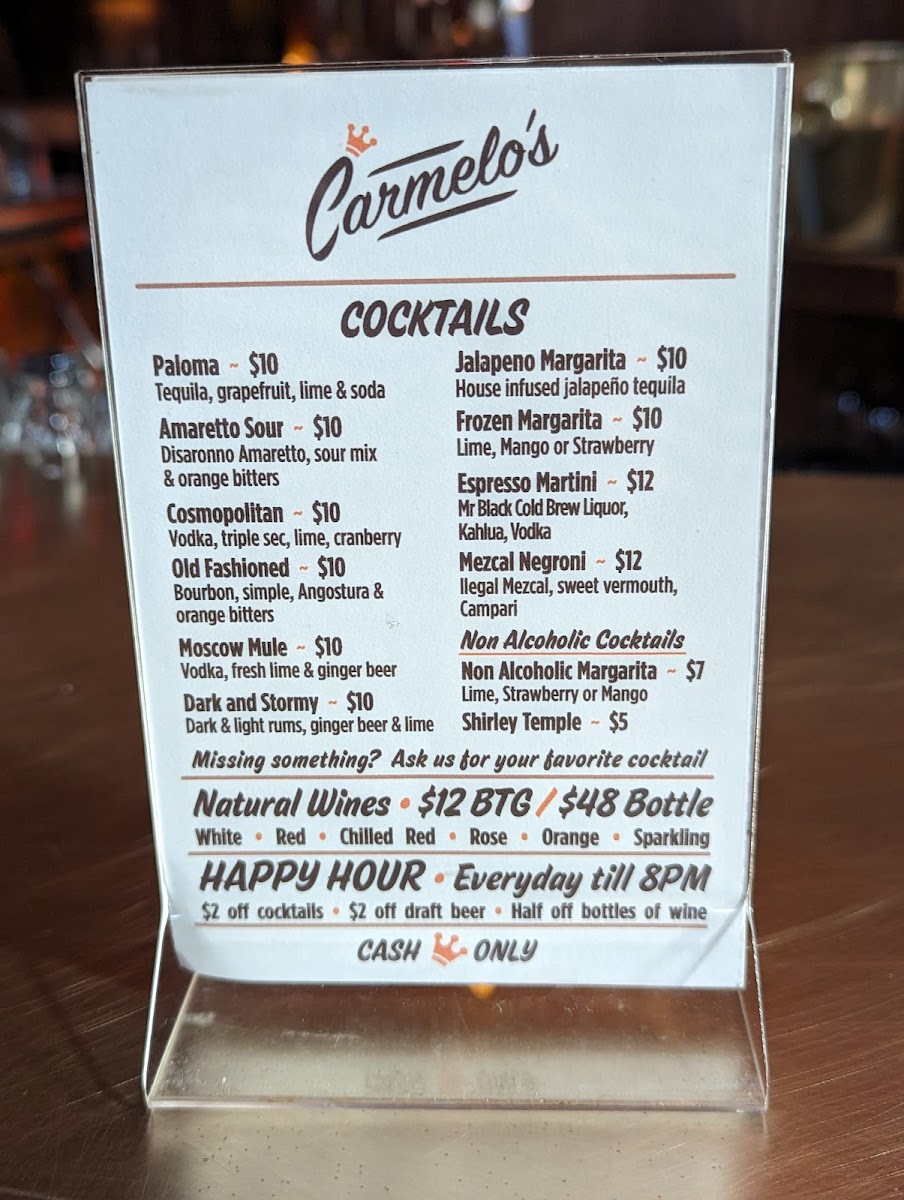 Carmelo's
COCKTAILS
Paloma ~ $10
Tequila, grapefruit, lime & soda
Amaretto Sour ~ $10
Disaronno Amaretto, sour mix
& orange bitters
Cosmopolitan ~ $10
Vodka, triple sec, lime, cranberry
Old Fashioned ~ $10
Bourbon, simple, Angostura &
orange bitters
Moscow Mule ~ $10
Vodka, fresh lime & ginger beer
Dark and Stormy ~ $10
Dark & light rums, ginger beer & lime
Jalapeno Margarita ~ $10
House infused jalapeño tequila
Frozen Margarita ~ $10
Lime, Mango or Strawberry
Espresso Martini ~ $12
Mr Black Cold Brew Liquor,
Kahlua, Vodka
Mezcal Negroni ~ $12
Ilegal Mezcal, sweet vermouth,
Campari
Non Alcoholic Cocktails
Non Alcoholic Margarita ~ $7
Lime, Strawberry or Mango
Shirley Temple ~ $5
Missing something? Ask us for your favorite cocktail
Natural Wines • $12 BTG / $48 Bottle
White • Red • Chilled Red • Rose • Orange • Sparkling
HAPPY HOUR • Everyday till 8PM
$2 off cocktails • $2 off draft beer • Half off bottles of wine
CASH ONLY